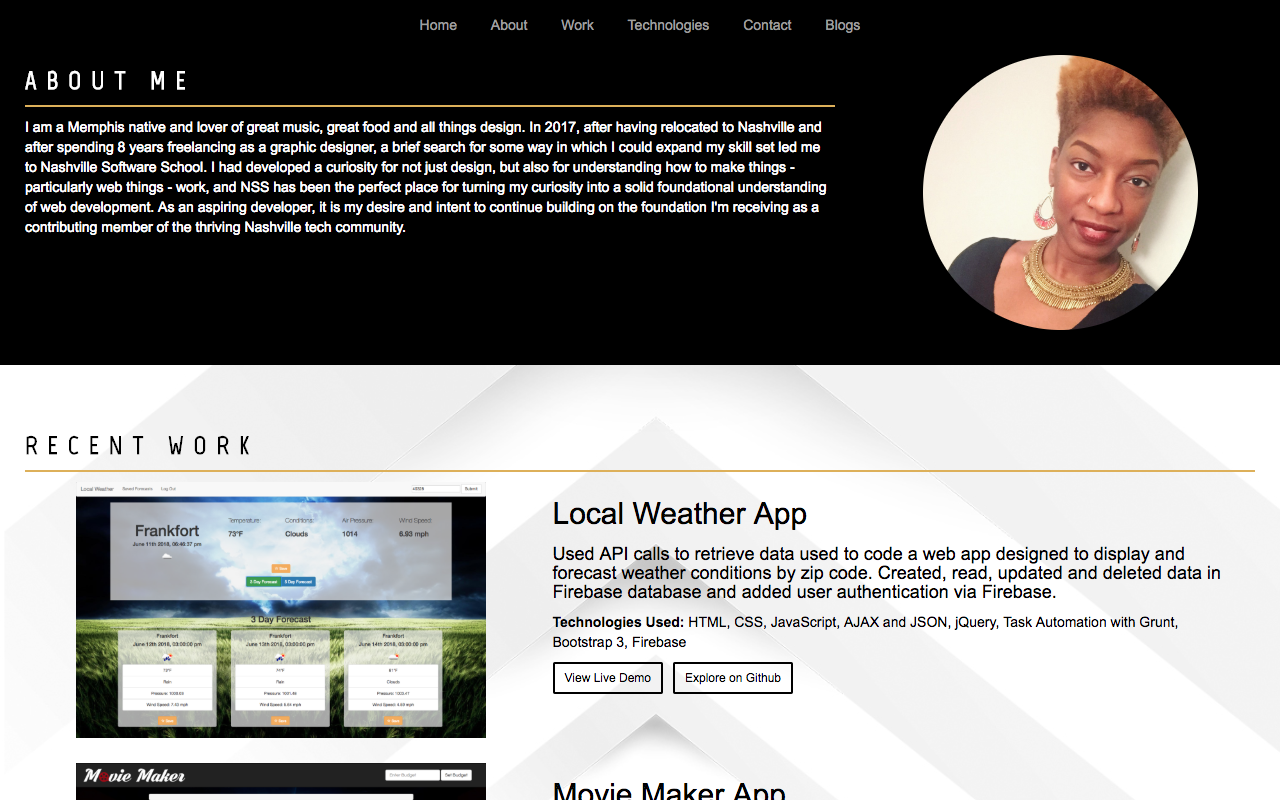 Home About Work Technologies Contact Blogs
ABOUT ME
I am a Memphis native and lover of great music, great food and all things design. In 2017, after having relocated to Nashville and
after spending 8 years freelancing as a graphic designer, a brief search for some way in which I could expand my skill set led me
to Nashville Software School. I had developed a curiosity for not just design, but also for understanding how to make things -
particularly web things - work, and NSS has been the perfect place for turning my curiosity into a solid foundational understanding
of web development. As an aspiring developer, it is my desire and intent to continue building on the foundation I'm receiving as a
contributing member of the thriving Nashville tech community.
RECENT WORK
Local Weather Saved Forecasts Log Out Submit
Frankfort
June 11th 2018, 06:46:37 pm
Temperature: Conditions: Air Pressure: Wind Speed:
73°F Clouds 1014 6.93 mph
3 Day Forecast
Frankfort Frankfort Frankfort
June 12th 2018, 03:00:00 pm June 13th 2018, 03:00:00 pm June 14th 2018, 03:00:00 pm
Rain Rain Clouds
Local Weather App
Used API calls to retrieve data used to code a web app designed to display and
forecast weather conditions by zip code. Created, read, updated and deleted data in
Firebase database and added user authentication via Firebase.
Technologies Used: HTML, CSS, JavaScript, AJAX and JSON, jQuery, Task Automation with Grunt,
Bootstrap 3, Firebase
View Live Demo Explore on Github
Movie Maker Enter Budget Set Budget
Movie Maker App